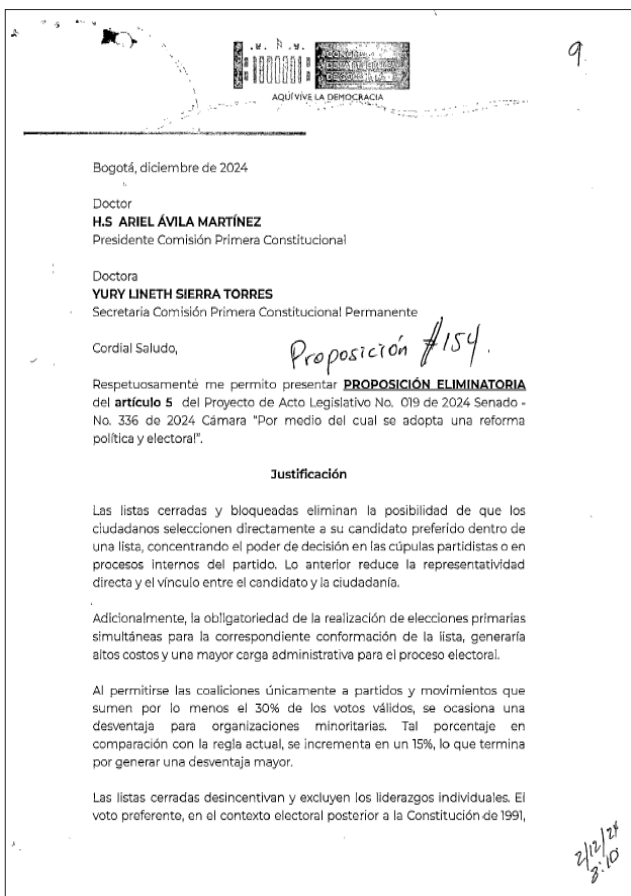 9
AQUÍ VIVE LA DEMOCRACIA
Bogotá, diciembre de 2024
Doctor
H.S ARIEL ÁVILA MARTÍNEZ
Presidente Comisión Primera Constitucional
Doctora
YURY LINETH SIERRA TORRES
Secretaria Comisión Primera Constitucional Permanente
Cordial Saludo,
Proposición #154.
Respetuosamente me permito presentar PROPOSICIÓN ELIMINATORIA
del artículo 5 del Proyecto de Acto Legislativo No. 019 de 2024 Senado -
No. 336 de 2024 Cámara "Por medio del cual se adopta una reforma
política y electoral".
Justificación
Las listas cerradas y bloqueadas eliminan la posibilidad de que los
ciudadanos seleccionen directamente a su candidato preferido dentro de
una lista, concentrando el poder de decisión en las cúpulas partidistas o en
procesos internos del partido. Lo anterior reduce la representatividad
directa y el vínculo entre el candidato y la ciudadanía.
Adicionalmente, la obligatoriedad de la realización de elecciones primarias
simultáneas para la correspondiente conformación de la lista, generaría
altos costos y una mayor carga administrativa para el proceso electoral.
Al permitirse las coaliciones únicamente a partidos y movimientos que
sumen por lo menos el 30% de los votos válidos, se ocasiona una
desventaja para organizaciones minoritarias. Tal porcentaje en
comparación con la regla actual, se incrementa en un 15%, lo que termina
por generar una desventaja mayor.
Las listas cerradas desincentivan y excluyen los liderazgos individuales. El
voto preferente, en el contexto electoral posterior a la Constitución de 1991,
2/12/24
3:10